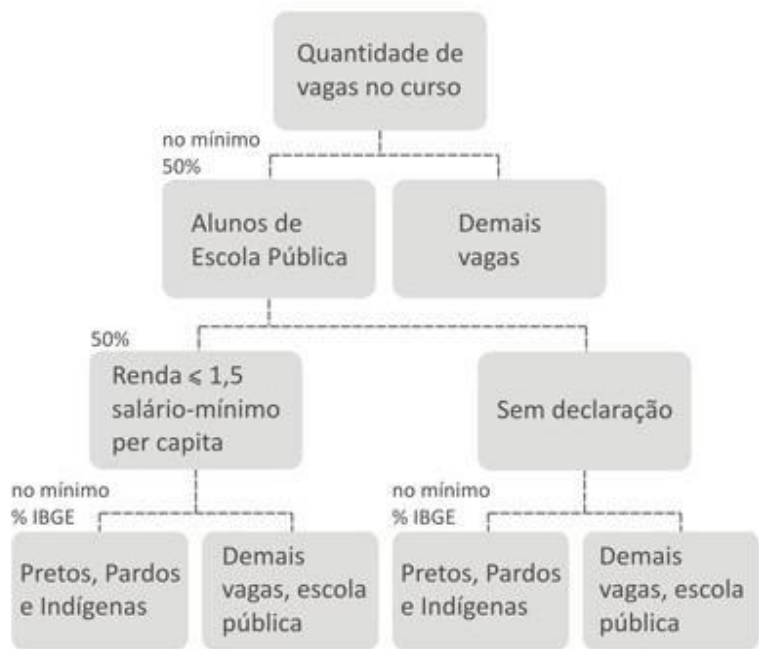 Quantidade de
vagas no curso
no mínimo
50%
Alunos de
Escola Pública
Demais
vagas
50%
Renda ⩽ 1,5
salário-mínimo
per capita
Sem declaração
no mínimo
% IBGE
Pretos, Pardos
e Indígenas
Demais
vagas, escola
pública
no mínimo
% IBGE
Pretos, Pardos
e Indígenas
Demais
vagas, escola
pública